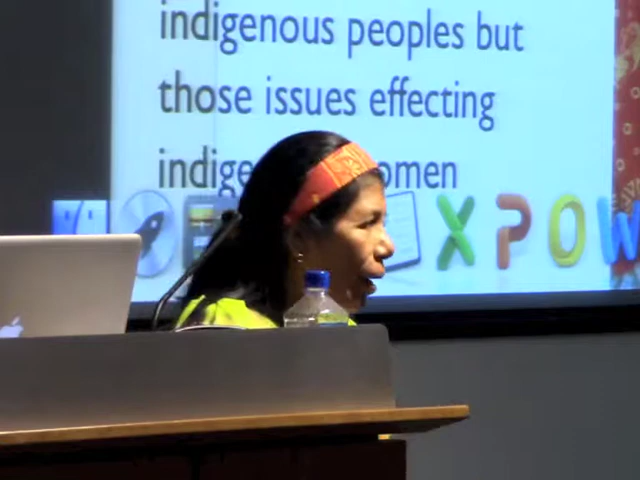 indigenous peoples but
those issues effecting
X P O W